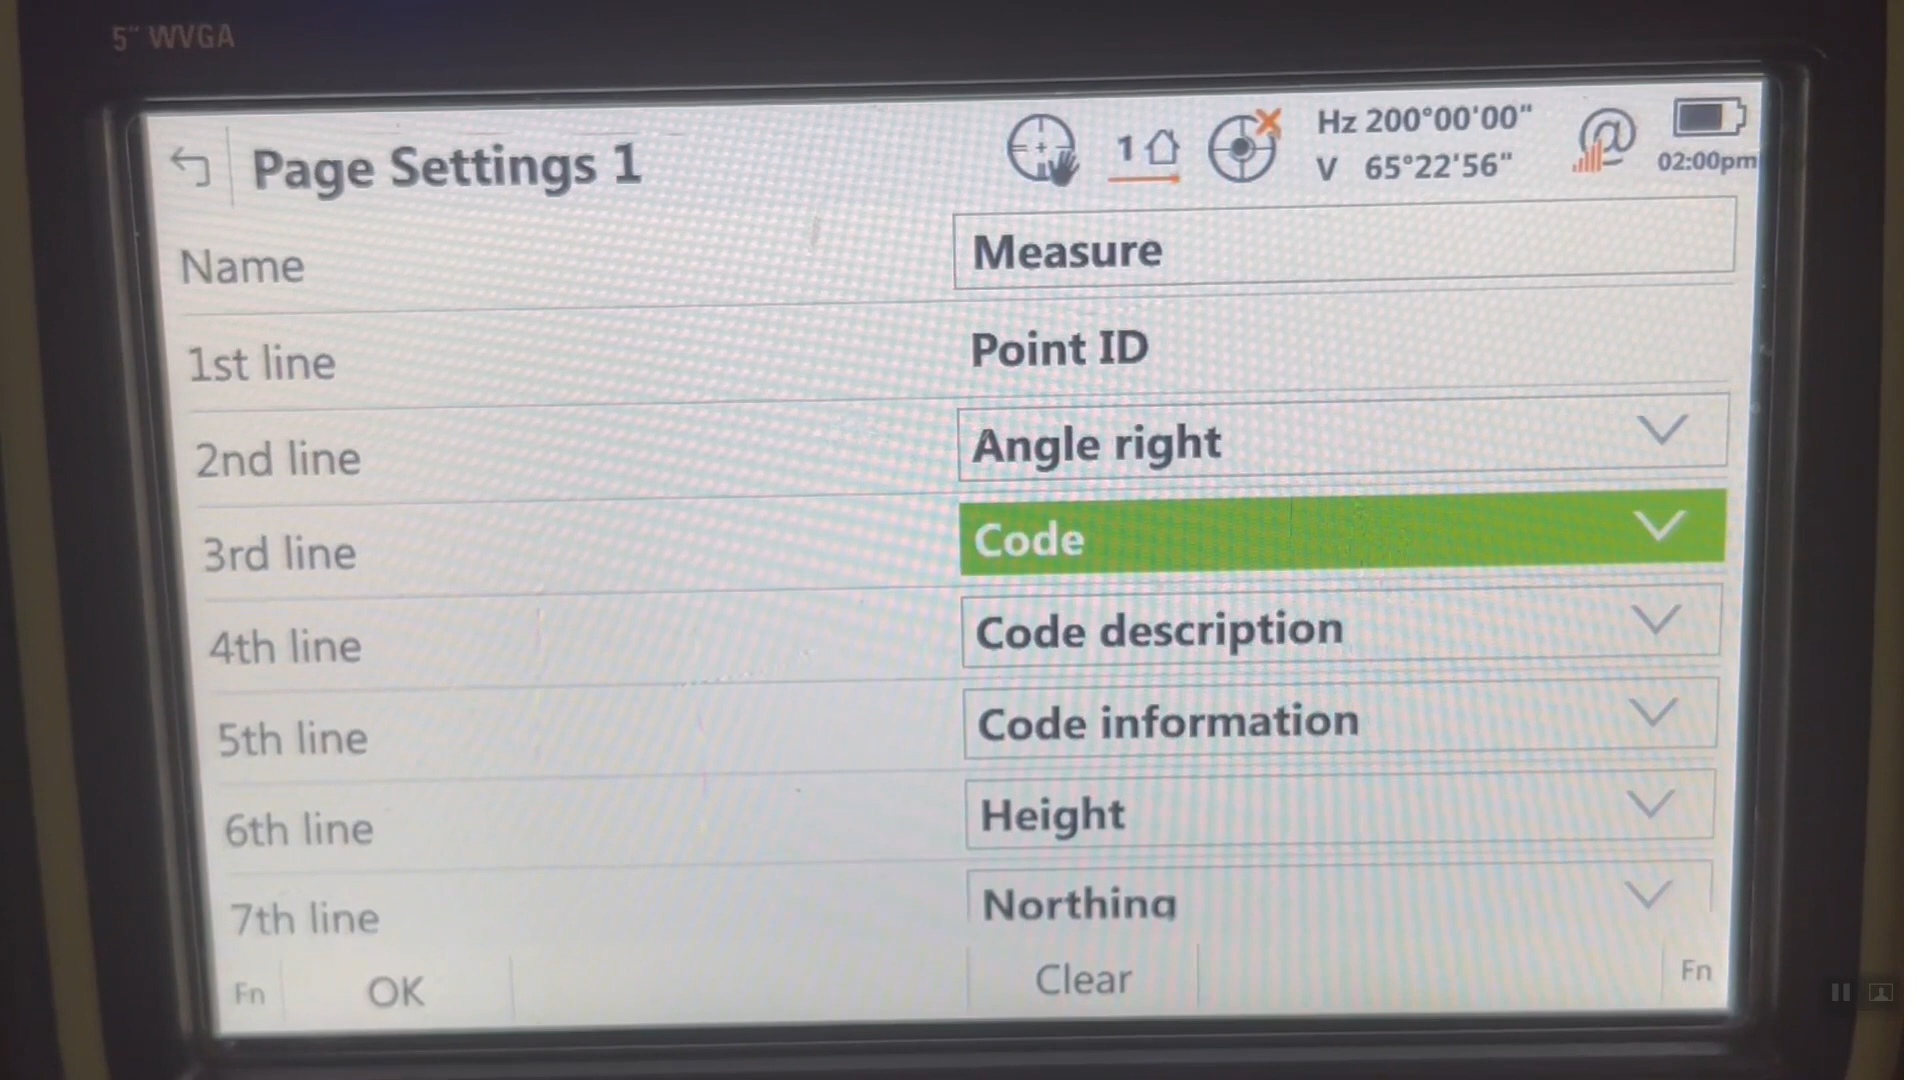 5" WVGA
Page Settings 1
1
Hz 200°00'00"
V 65°22'56"
02:00pm
Name Measure
1st line Point ID
2nd line Angle right
3rd line Code
4th line Code description
5th line Code information
6th line Height
7th line Northing
Fn OK Clear Fn